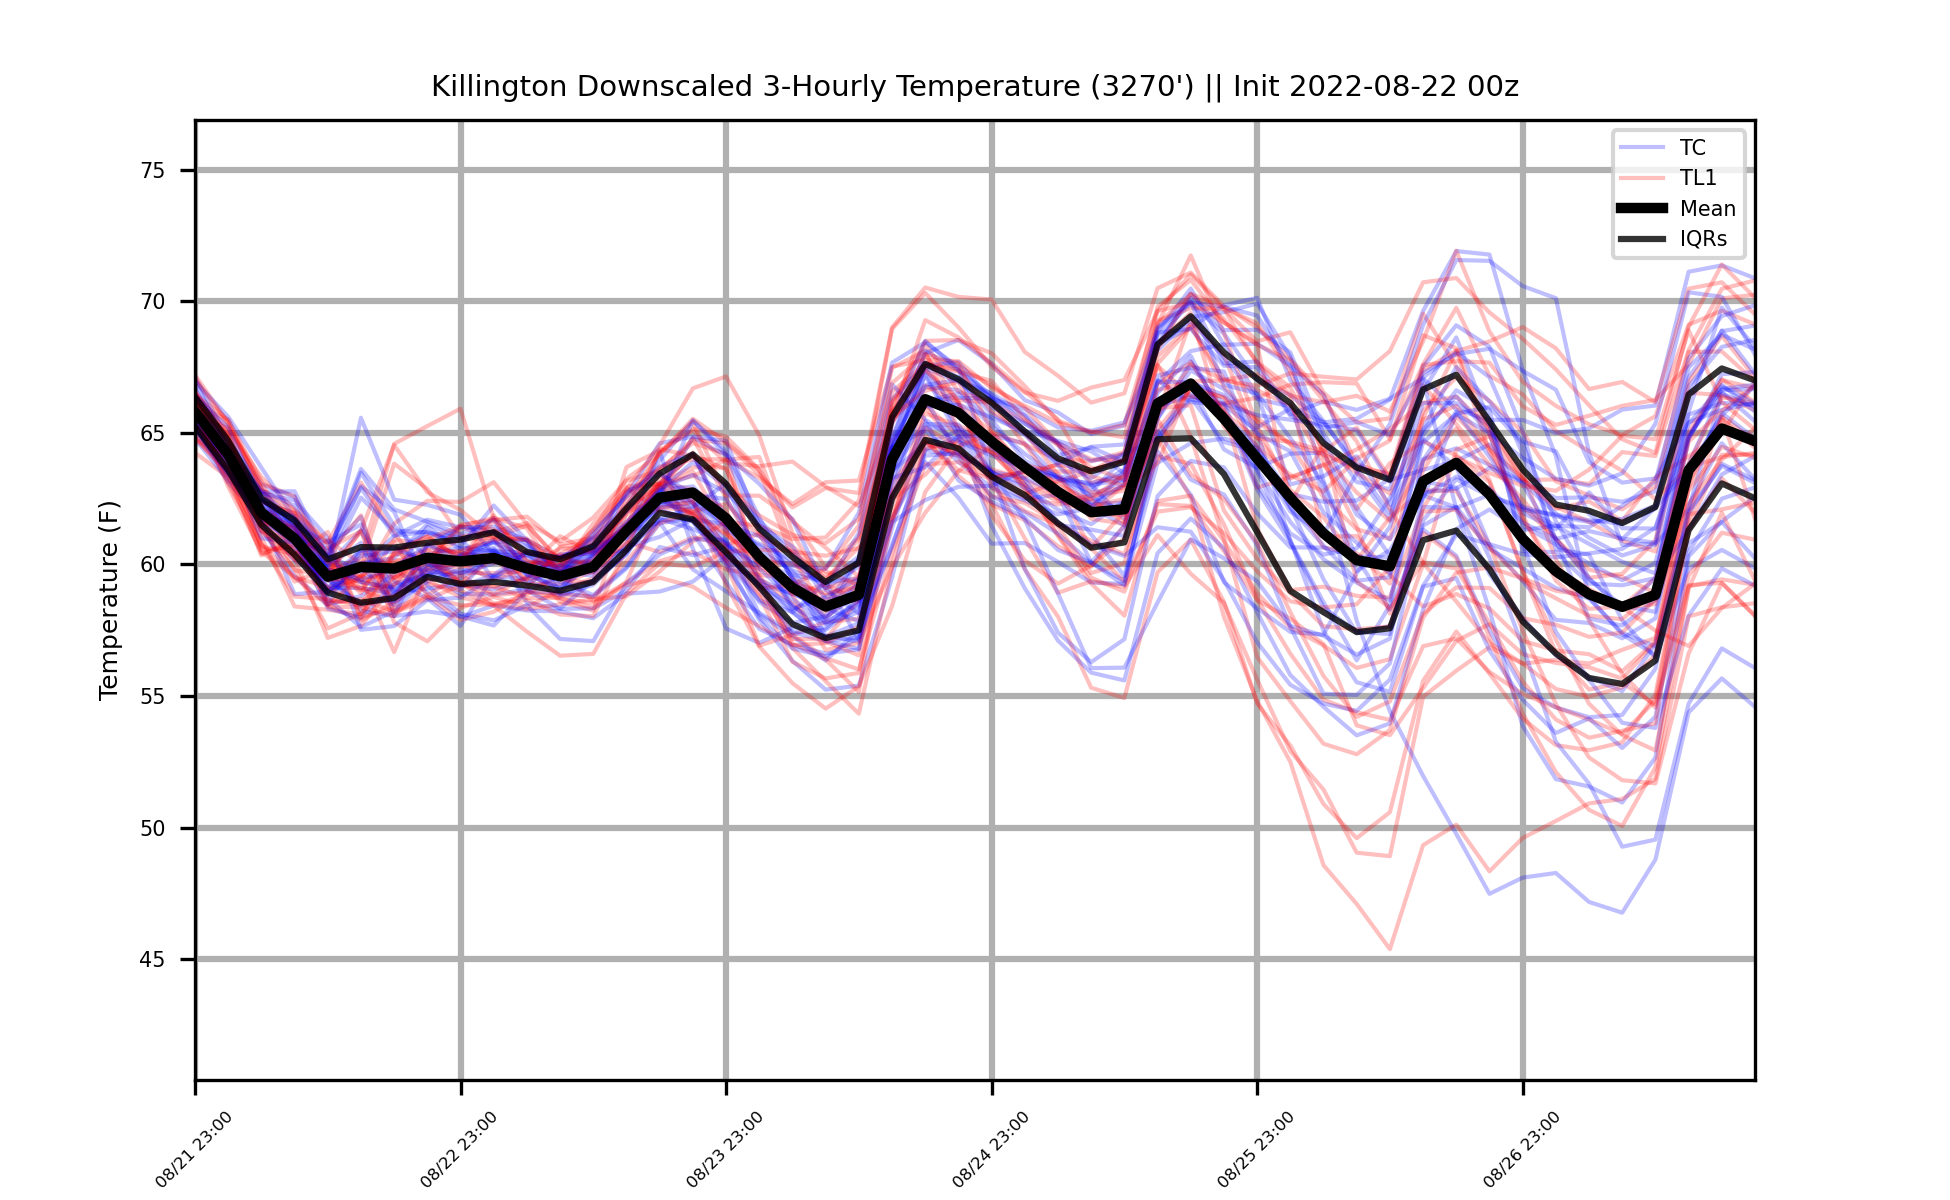 Killington Downscaled 3-Hourly Temperature (3270') || Init 2022-08-22 00z
TC
TL1
Mean
IQRs
Temperature (F)
75
70
65
60
55
50
45
08/21 23:00
08/22 23:00
08/23 23:00
08/24 23:00
08/25 23:00
08/26 23:00